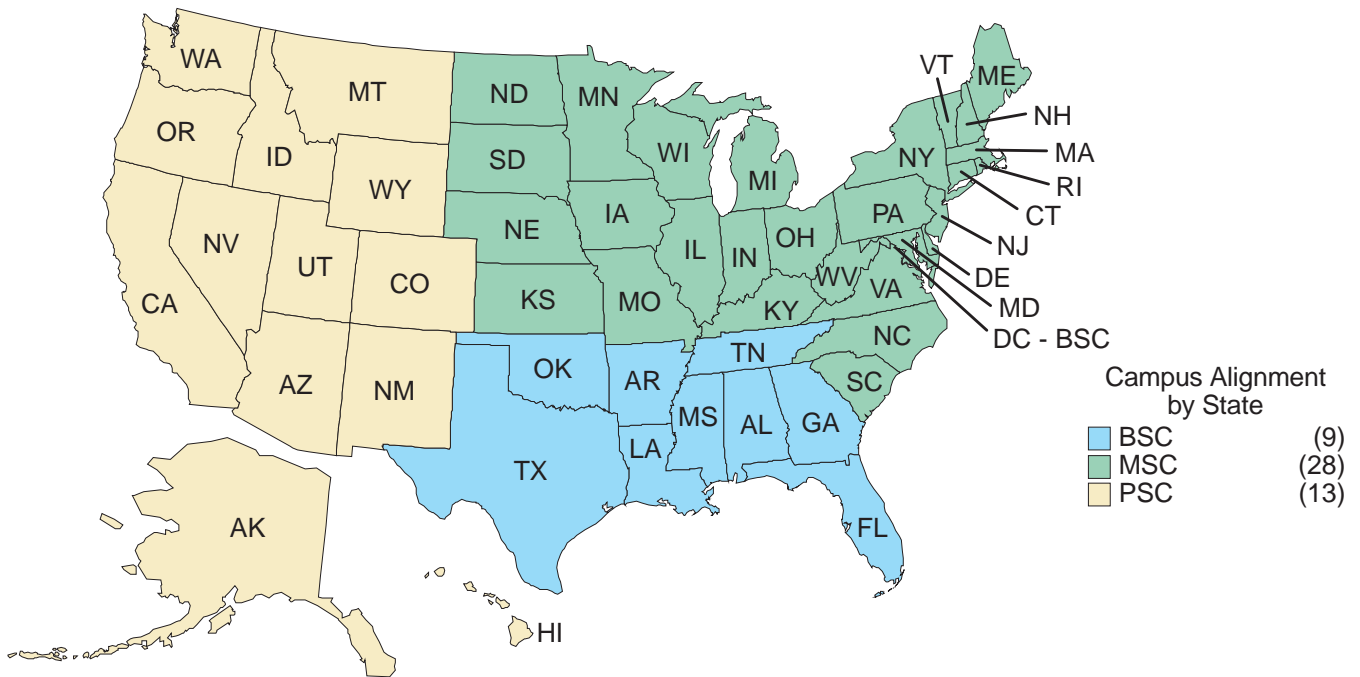 WA
MT
ND
MN
VT
ME
OR
ID
SD
WI
MI
NY
NH
MA
RI
CT
WY
NE
IA
PA
NJ
NV
UT
CO
KS
MO
IL
IN
OH
WV
VA
KY
DE
MD
DC - BSC
CA
AZ
NM
OK
AR
TN
NC
SC
MS
AL
GA
LA
TX
FL
AK
HI
Campus Alignment
by State
BSC (9)
MSC (28)
PSC (13)